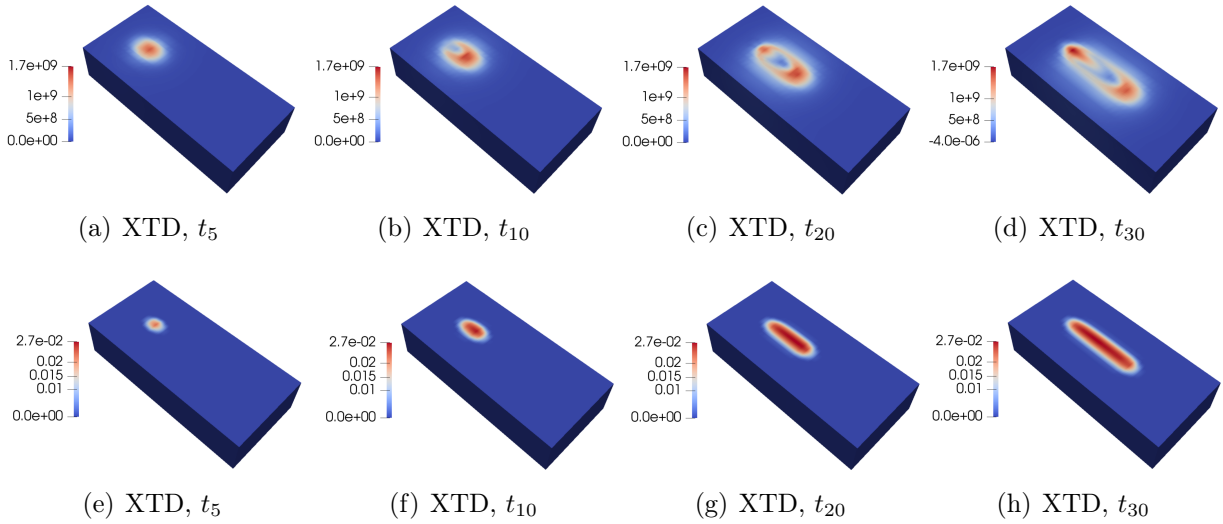 1.7e+09
1e+9
5e+8
0.0e+00
1.7e+09
1e+9
5e+8
0.0e+00
1.7e+09
1e+9
5e+8
0.0e+00
1.7e+09
1e+9
5e+8
-4.0e-06
(a) XTD, t5
(b) XTD, t10
(c) XTD, t20
(d) XTD, t30
2.7e-02
0.02
0.015
0.01
0.0e+00
2.7e-02
0.02
0.015
0.01
0.0e+00
2.7e-02
0.02
0.015
0.01
0.0e+00
2.7e-02
0.02
0.015
0.01
0.0e+00
(e) XTD, t5
(f) XTD, t10
(g) XTD, t20
(h) XTD, t30